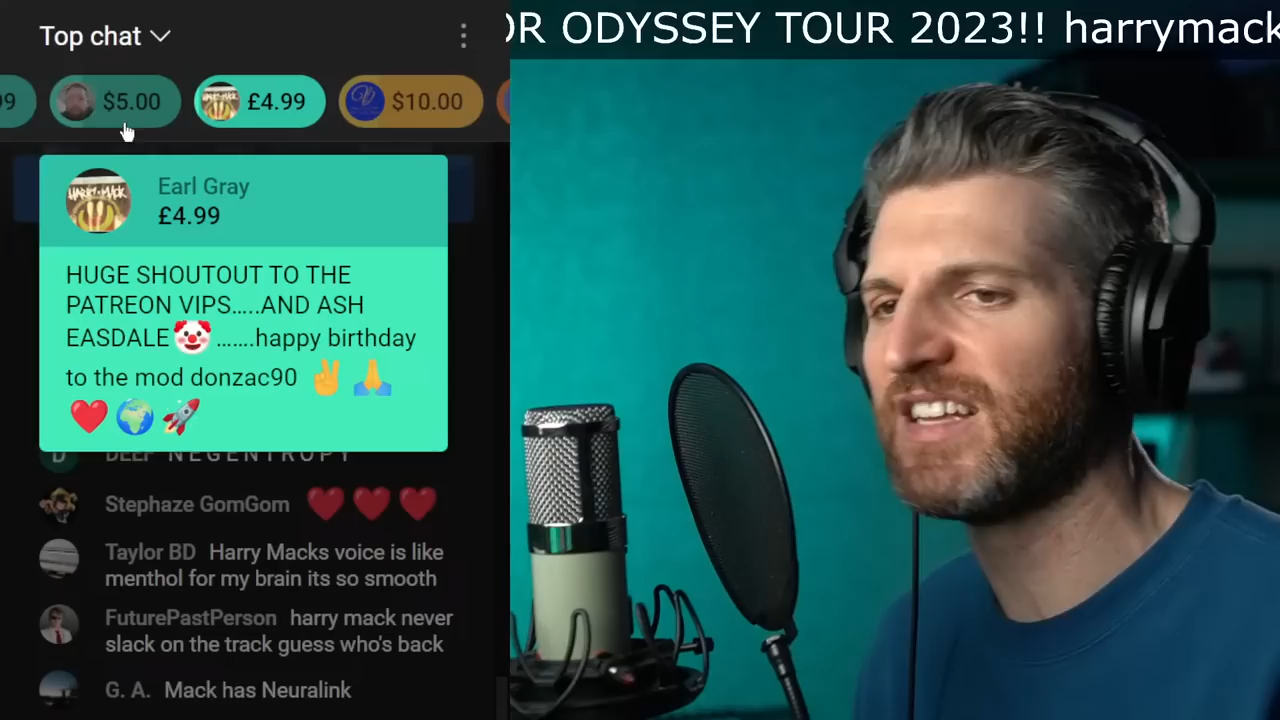 Top chat
OR ODYSSEY TOUR 2023!! harrymack
99
$5.00
£4.99
$10.00
Earl Gray
£4.99
HUGE SHOUTOUT TO THE
PATREON VIPS.....AND ASH
EASDALE🤡.......happy birthday
to the mod donzac90 ✌️🙏
❤️🌍🚀
D DEEP N E G E N T R O P Y
Stephaze GomGom ❤️❤️❤️
Taylor BD Harry Macks voice is like
menthol for my brain its so smooth
FuturePastPerson harry mack never
slack on the track guess who's back
G. A. Mack has Neuralink